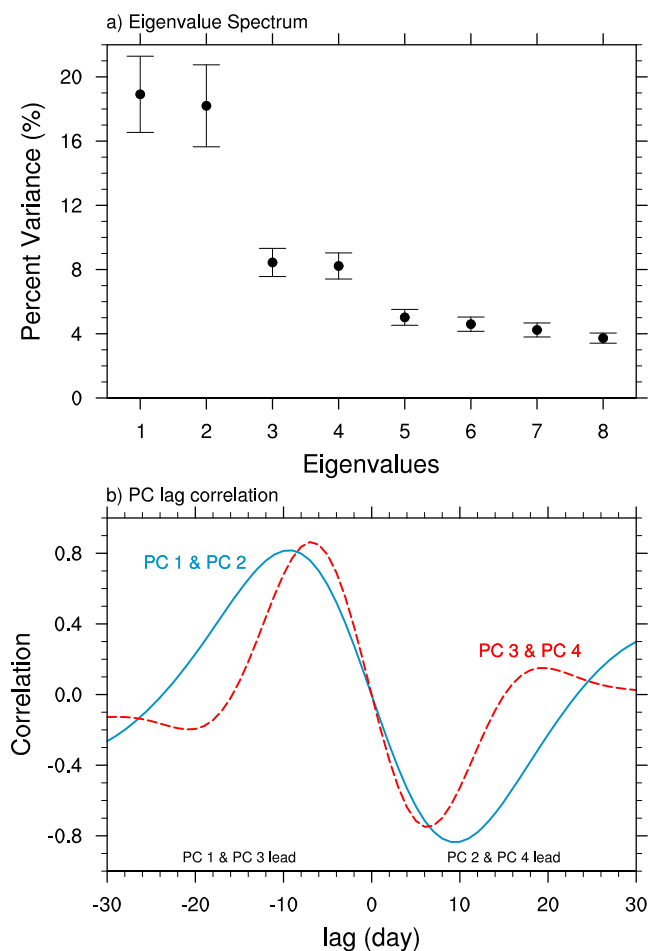 a) Eigenvalue Spectrum
Percent Variance (%)
20
16
12
8
4
0
1 2 3 4 5 6 7 8
Eigenvalues
b) PC lag correlation
Correlation
0.8
0.4
0.0
-0.4
-0.8
PC 1 & PC 2
PC 3 & PC 4
PC 1 & PC 3 lead
PC 2 & PC 4 lead
-30 -20 -10 0 10 20 30
lag (day)